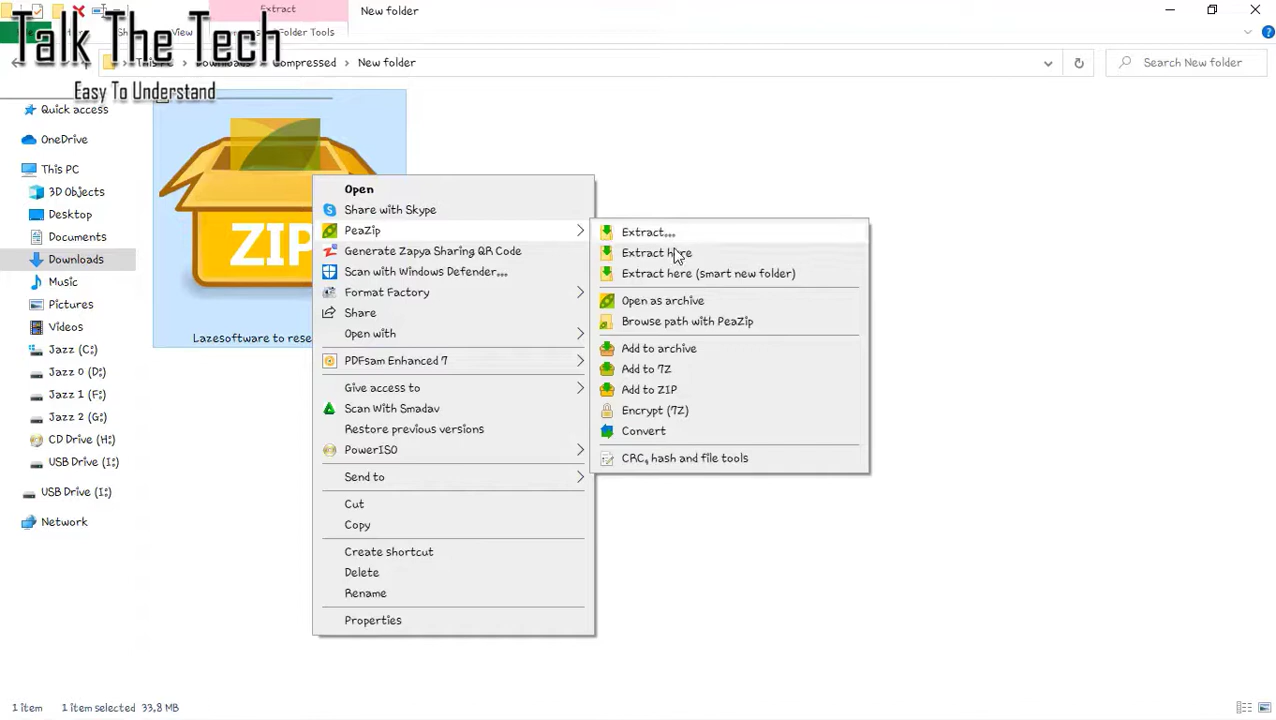 Extract
New folder
Talk The Tech
View
Folder Tools
Easy To Understand
This PC
Downloads
Compressed
New folder
Search New folder
Quick access
OneDrive
This PC
3D Objects
Desktop
Documents
Downloads
Music
Pictures
Videos
Jazz (C:)
Jazz 0 (D:)
Jazz 1 (F:)
Jazz 2 (G:)
CD Drive (H:)
USB Drive (I:)
USB Drive (I:)
Network
ZIP
Lazesoftware to rese
Open
Share with Skype
PeaZip
Generate Zapya Sharing QR Code
Scan with Windows Defender...
Format Factory
Share
Open with
PDFsam Enhanced 7
Give access to
Scan With Smadav
Restore previous versions
PowerISO
Send to
Cut
Copy
Create shortcut
Delete
Rename
Properties
Extract...
Extract here
Extract here (smart new folder)
Open as archive
Browse path with PeaZip
Add to archive
Add to 7Z
Add to ZIP
Encrypt (7Z)
Convert
CRC, hash and file tools
1 item
1 item selected 33,8 MB